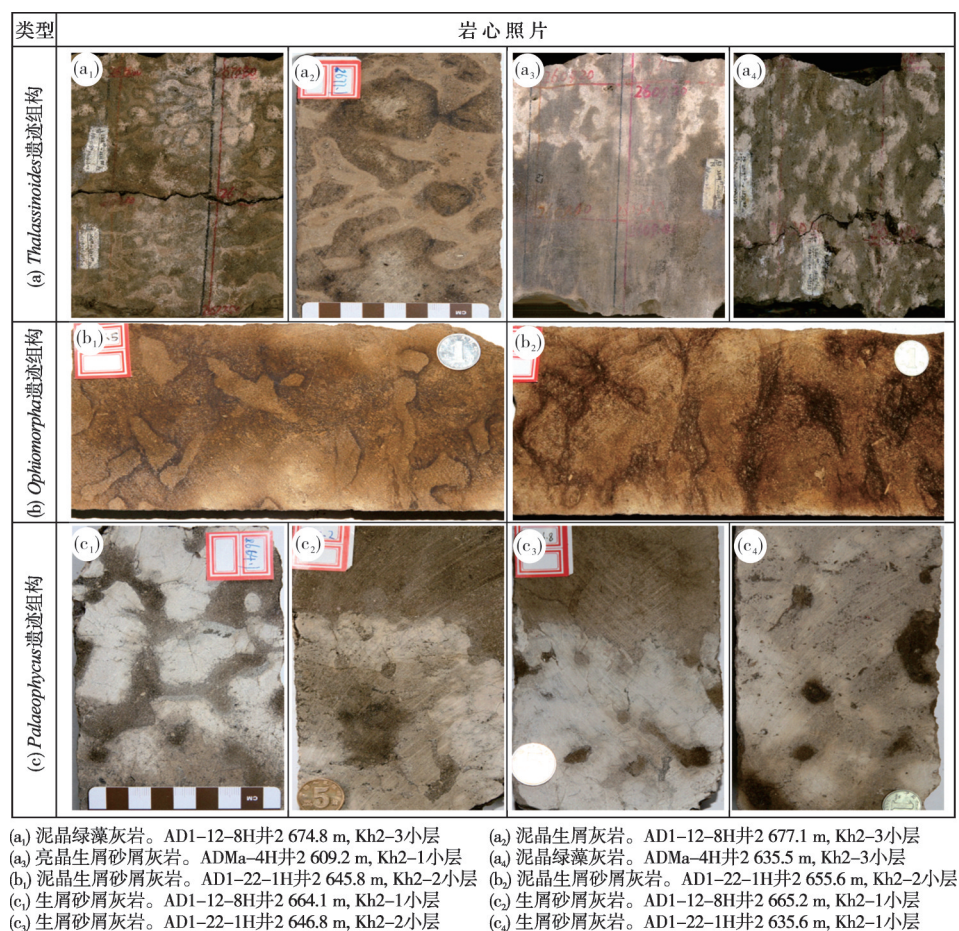 类型
岩心照片
(a) Thalassinoides遗迹组构
(a₁)
(a₂)
(a₃)
(a₄)
(b) Ophiomorpha遗迹组构
(b₁)
(b₂)
(c) Palaeophycus遗迹组构
(c₁)
(c₂)
(c₃)
(c₄)
(a₁) 泥晶绿藻灰岩。AD1-12-8H井2 674.8 m, Kh2-3小层
(a₂) 泥晶生屑灰岩。AD1-12-8H井2 677.1 m, Kh2-3小层
(a₃) 亮晶生屑砂屑灰岩。ADMa-4H井2 609.2 m, Kh2-1小层
(a₄) 泥晶绿藻灰岩。ADMa-4H井2 635.5 m, Kh2-3小层
(b₁) 泥晶生屑砂屑灰岩。AD1-22-1H井2 645.8 m, Kh2-2小层
(b₂) 泥晶生屑砂屑灰岩。AD1-22-1H井2 655.6 m, Kh2-2小层
(c₁) 生屑砂屑灰岩。AD1-12-8H井2 664.1 m, Kh2-1小层
(c₂) 生屑砂屑灰岩。AD1-12-8H井2 665.2 m, Kh2-1小层
(c₃) 生屑砂屑灰岩。AD1-22-1H井2 646.8 m, Kh2-2小层
(c₄) 生屑砂屑灰岩。AD1-22-1H井2 635.6 m, Kh2-1小层